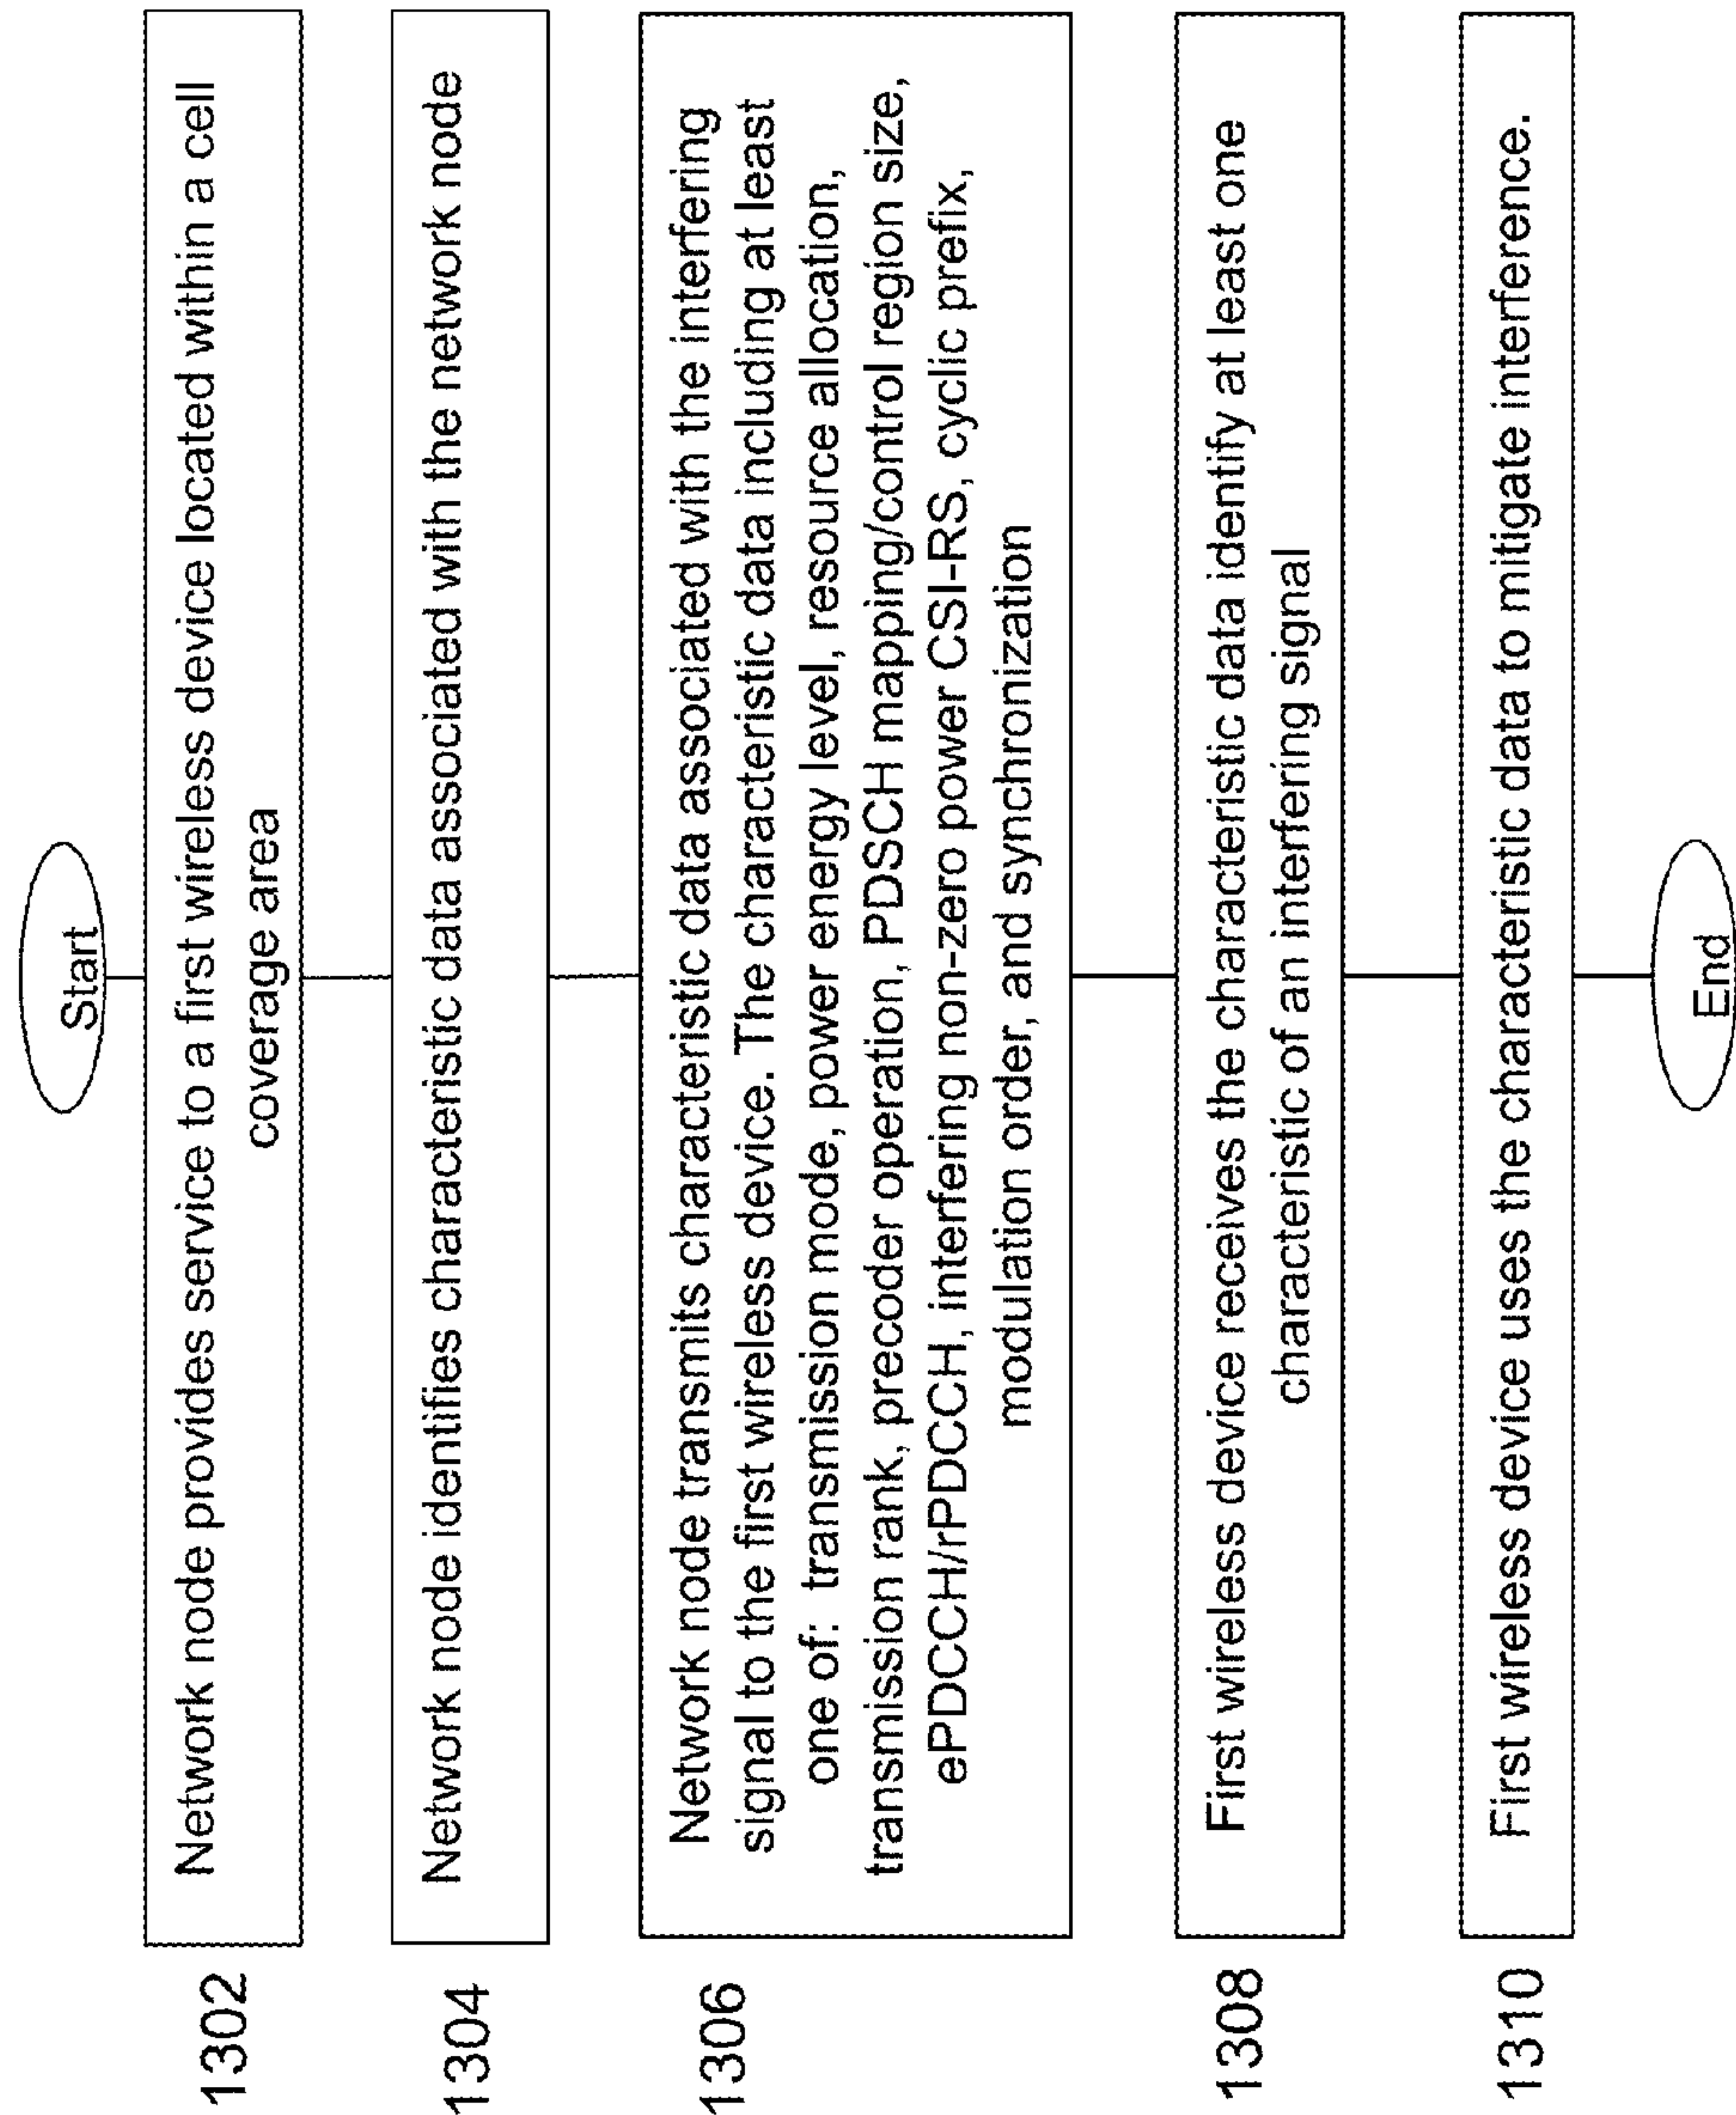 Start
1302
Network node provides service to a first wireless device located within a cell
coverage area
1304
Network node identifies characteristic data associated with the network node
1306
Network node transmits characteristic data associated with the interfering
signal to the first wireless device. The characteristic data including at least
one of: transmission mode, power energy level, resource allocation,
transmission rank, precoder operation, PDSCH mapping/control region size,
ePDCCH/rPDCCH, interfering non-zero power CSI-RS, cyclic prefix,
modulation order, and synchronization
1308
First wireless device receives the characteristic data identify at least one
characteristic of an interfering signal
1310
First wireless device uses the characteristic data to mitigate interference.
End